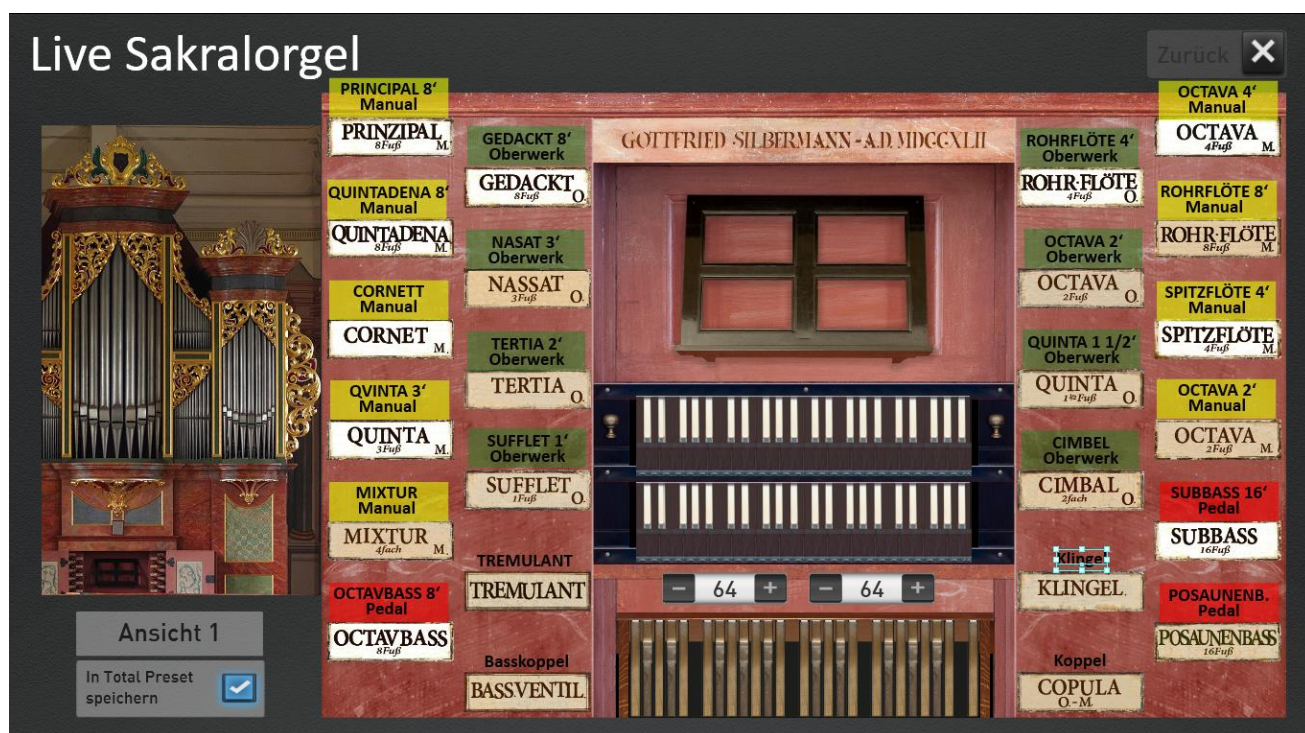 Live Sakralorgel
Zurück
PRINCIPAL 8‘
Manual
PRINZIPAL
8Fuß M.
QUINTADENA 8‘
Manual
QUINTADENA
8Fuß M.
CORNETT
Manual
CORNET
M.
QVINTA 3‘
Manual
QUINTA
3Fuß M.
MIXTUR
Manual
MIXTUR
4fach M.
OCTAVBASS 8‘
Pedal
OCTAVBASS
8Fuß
GEDACKT 8‘
Oberwerk
GEDACKT
8Fuß O.
NASAT 3‘
Oberwerk
NASSAT
3Fuß O.
TERTIA 2‘
Oberwerk
TERTIA
O.
SUFFLET 1‘
Oberwerk
SUFFLET
1Fuß O.
TREMULANT
TREMULANT
Basskoppel
BASSVENTIL.
GOTTFRIED·SILBERMANN-A.D. MDCCXLII
− 64 + − 64 +
ROHRFLÖTE 4‘
Oberwerk
ROHR·FLÖTE
4Fuß O.
OCTAVA 2‘
Oberwerk
OCTAVA
2Fuß O.
QUINTA 1 1/2‘
Oberwerk
QUINTA
1½Fuß O.
CIMBEL
Oberwerk
CIMBAL
2fach O.
Klingel
KLINGEL.
Koppel
COPULA
O.-M.
OCTAVA 4‘
Manual
OCTAVA
4Fuß M.
ROHRFLÖTE 8‘
Manual
ROHR·FLÖTE
8Fuß M.
SPITZFLÖTE 4‘
Manual
SPITZFLÖTE
4Fuß M.
OCTAVA 2‘
Manual
OCTAVA
2Fuß M.
SUBBASS 16‘
Pedal
SUBBASS
16Fuß
POSAUNENB.
Pedal
POSAUNENBASS
16Fuß
Ansicht 1
In Total Preset
speichern